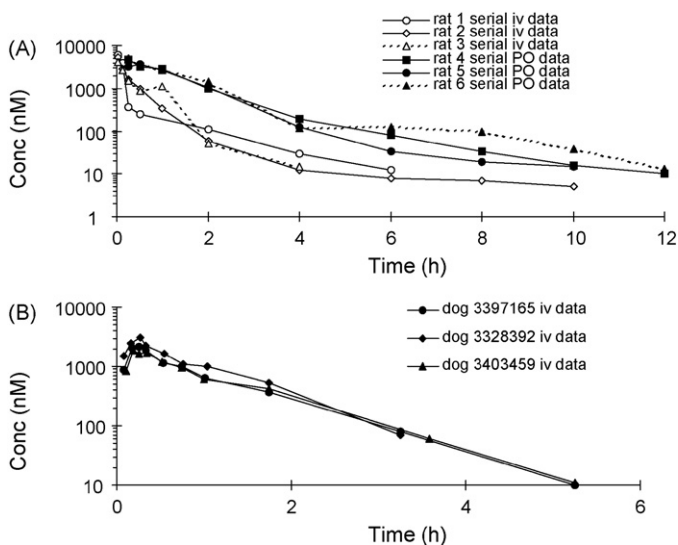 (A)
rat 1 serial iv data
rat 2 serial iv data
rat 3 serial iv data
rat 4 serial PO data
rat 5 serial PO data
rat 6 serial PO data
Conc (nM)
10000
1000
100
10
1
0 2 4 6 8 10 12
Time (h)
(B)
dog 3397165 iv data
dog 3328392 iv data
dog 3403459 iv data
Conc (nM)
10000
1000
100
10
0 2 4 6
Time (h)